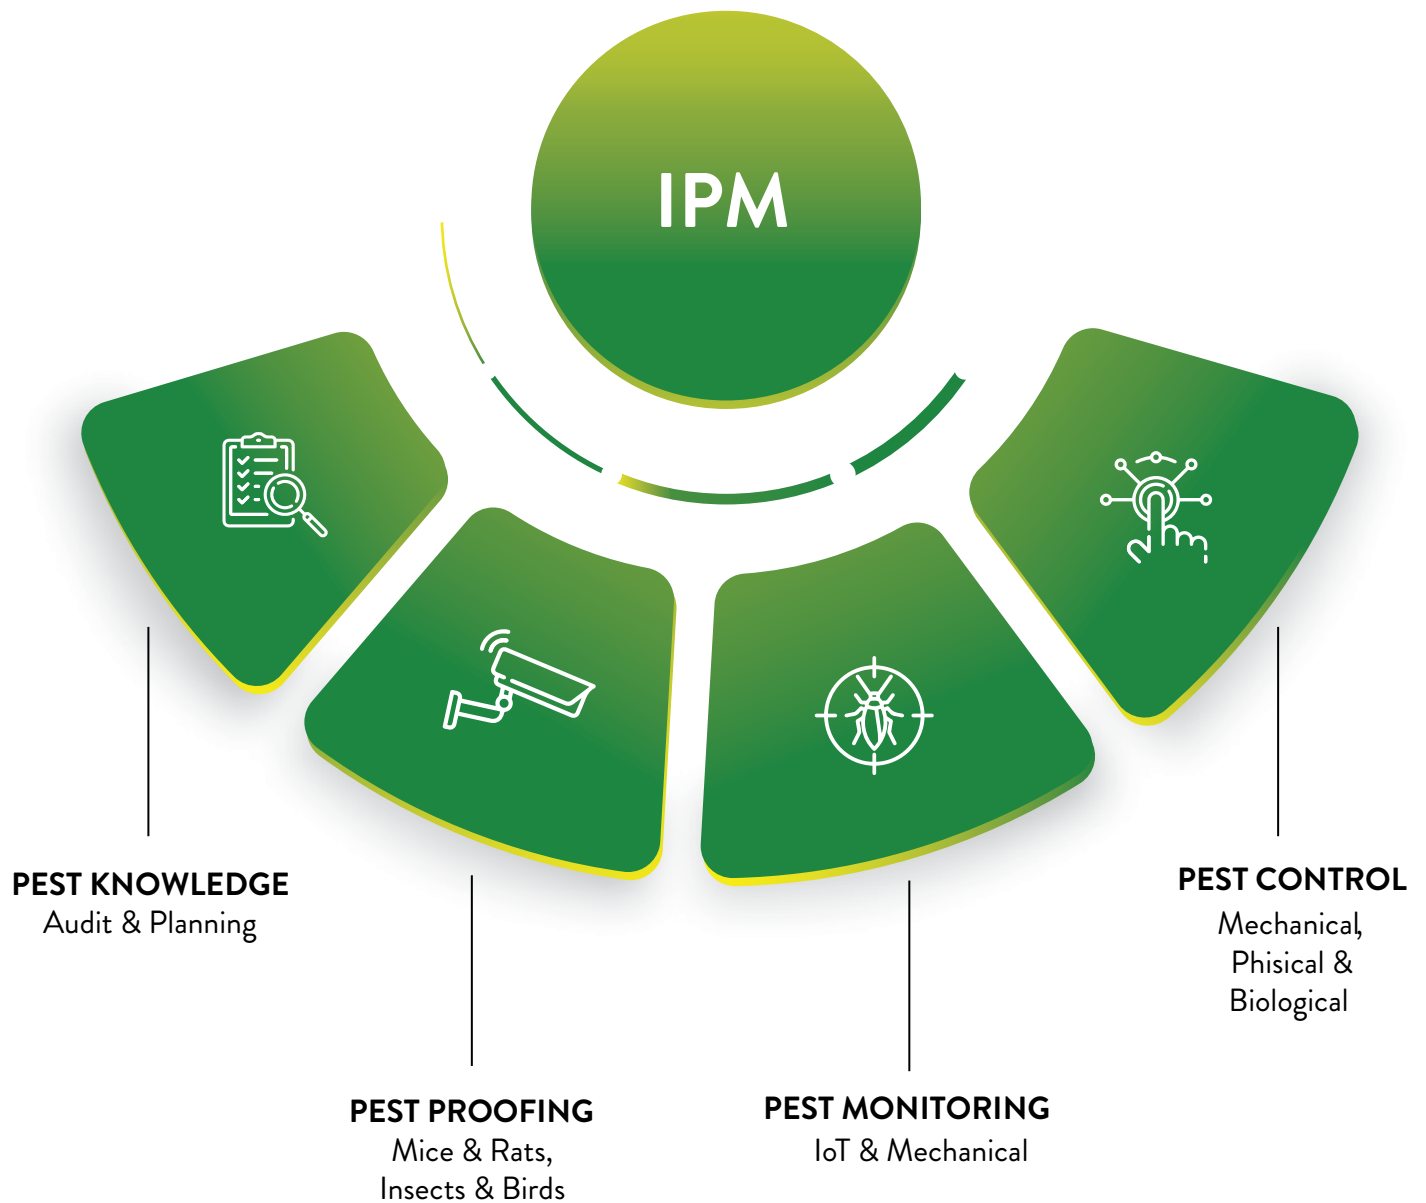 IPM
PEST KNOWLEDGE
Audit & Planning
PEST PROOFING
Mice & Rats,
Insects & Birds
PEST MONITORING
IoT & Mechanical
PEST CONTROL
Mechanical,
Phisical &
Biological